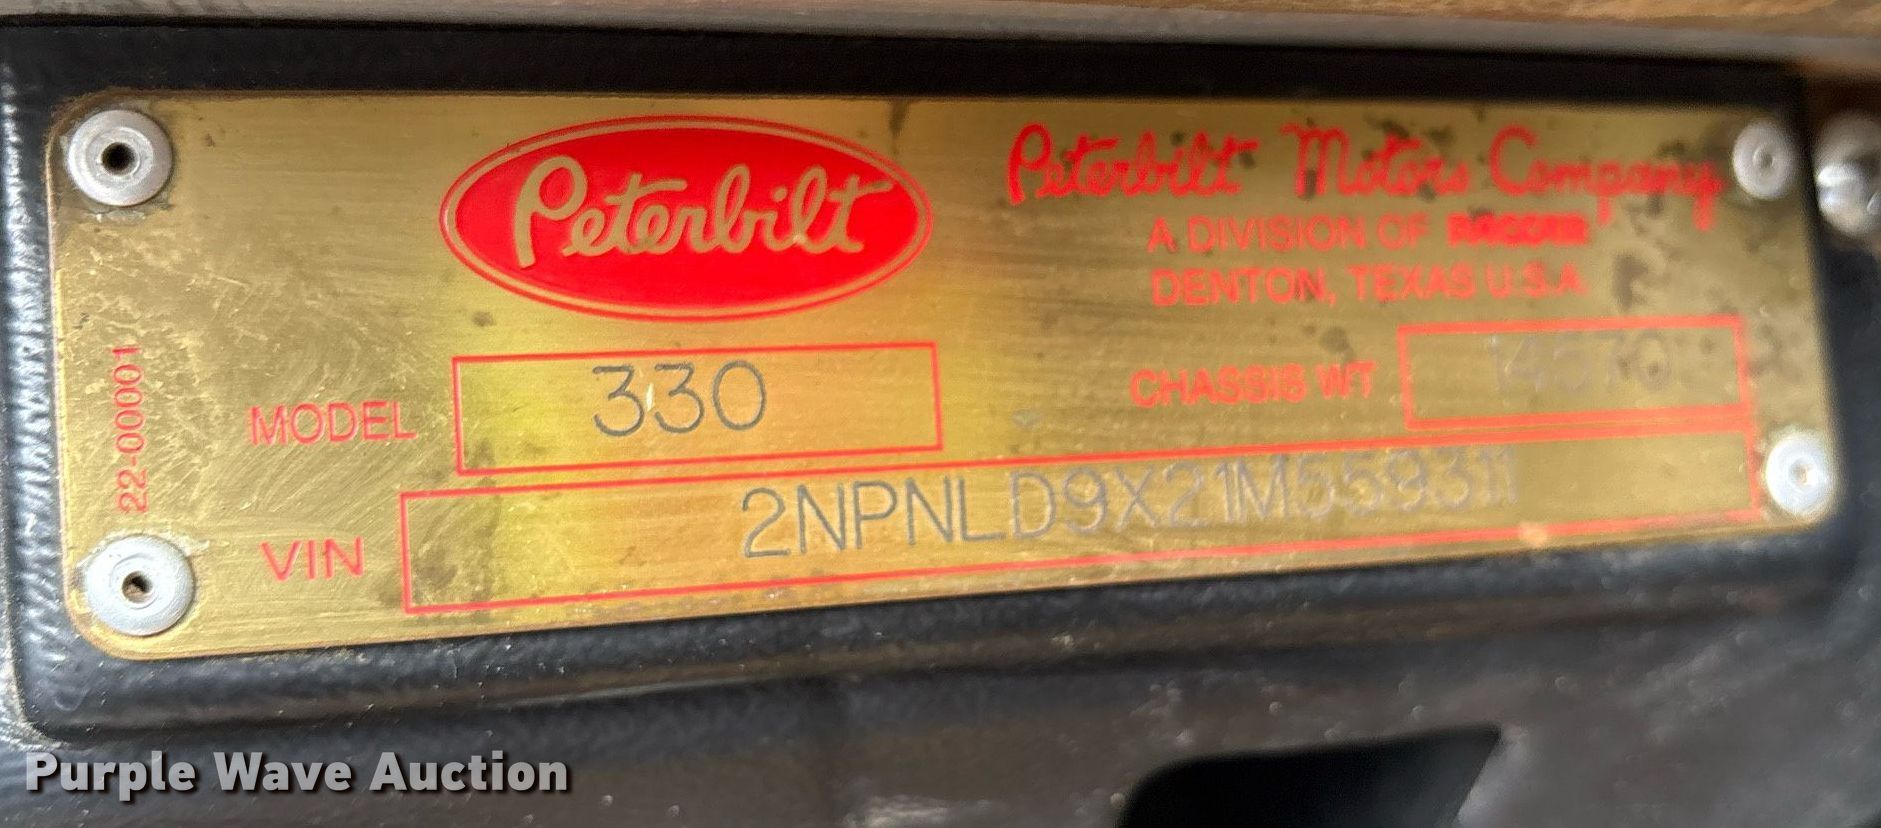 Peterbilt
Peterbilt Motors Company
A DIVISION OF PACCAR
DENTON, TEXAS U.S.A.
22-00001
MODEL 330
CHASSIS WT 14570
VIN 2NPNLD9X21M559311
Purple Wave Auction